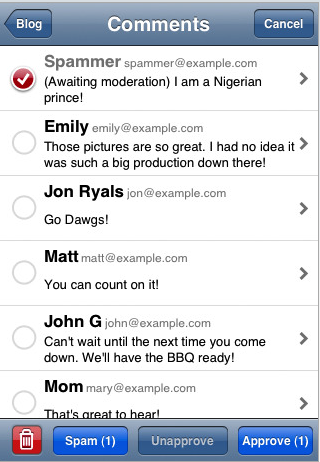 Blog
Comments
Cancel
Spammer spammer@example.com
(Awaiting moderation) I am a Nigerian
prince!
Emily emily@example.com
Those pictures are so great. I had no idea it
was such a big production down there!
Jon Ryals jon@example.com
Go Dawgs!
Matt matt@example.com
You can count on it!
John G john@example.com
Can't wait until the next time you come
down. We'll have the BBQ ready!
Mom mary@example.com
That's great to hear!
Spam (1)
Unapprove
Approve (1)